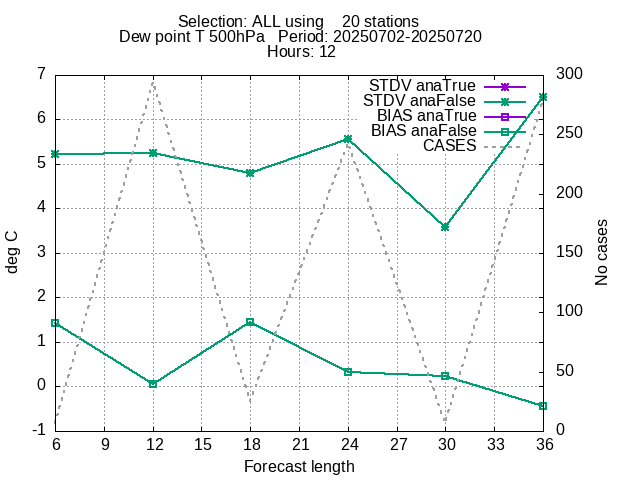 Selection: ALL using    20 stations
Dew point T 500hPa   Period: 20250702-20250720
Hours: 12
STDV anaTrue
STDV anaFalse
BIAS anaTrue
BIAS anaFalse
CASES
7
6
5
4
3
2
1
0
-1
deg C
300
250
200
150
100
50
0
No cases
6 9 12 15 18 21 24 27 30 33 36
Forecast length